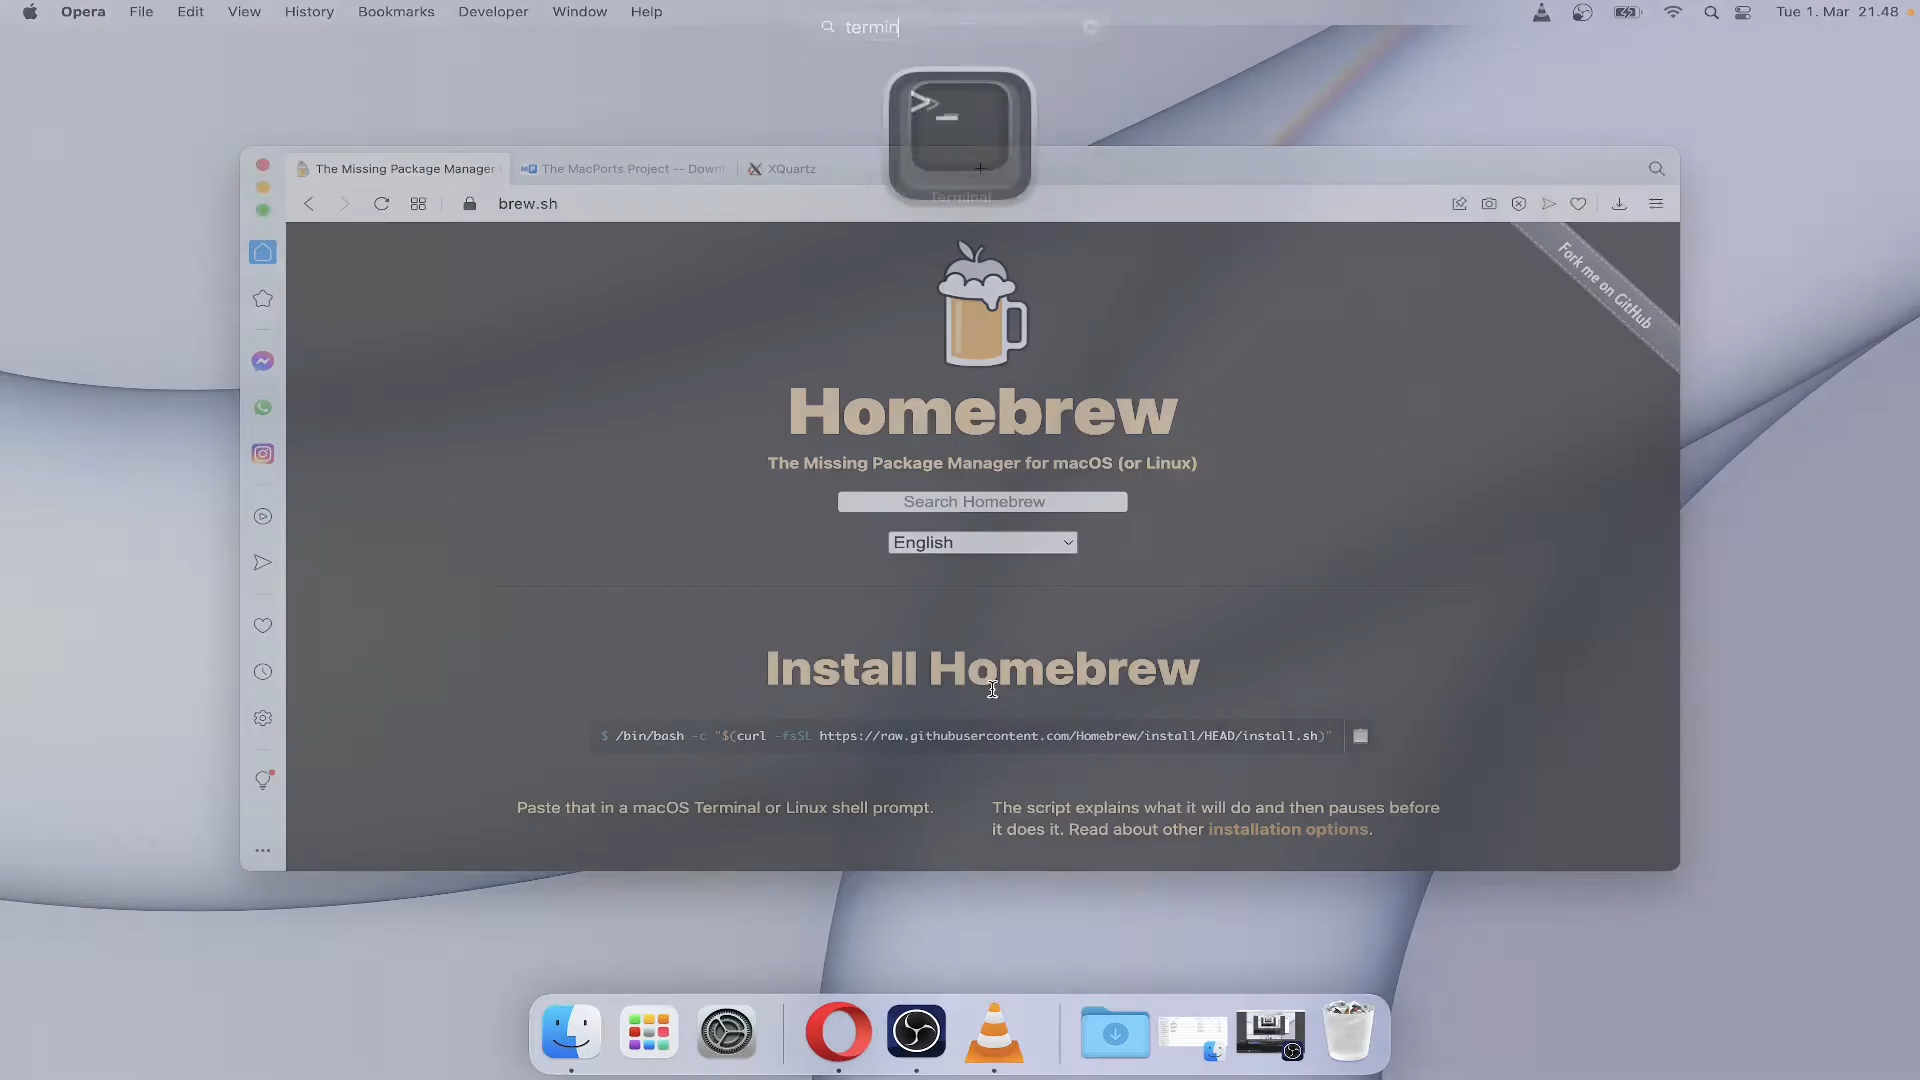 Opera File Edit View History Bookmarks Developer Window Help
Tue 1. Mar 21.48
termin
>_
Terminal
The Missing Package Manager
The MacPorts Project -- Downl
XQuartz
brew.sh
Fork me on GitHub
Homebrew
The Missing Package Manager for macOS (or Linux)
Search Homebrew
English
Install Homebrew
$ /bin/bash -c "$(curl -fsSL https://raw.githubusercontent.com/Homebrew/install/HEAD/install.sh)"
Paste that in a macOS Terminal or Linux shell prompt.
The script explains what it will do and then pauses before
it does it. Read about other installation options.